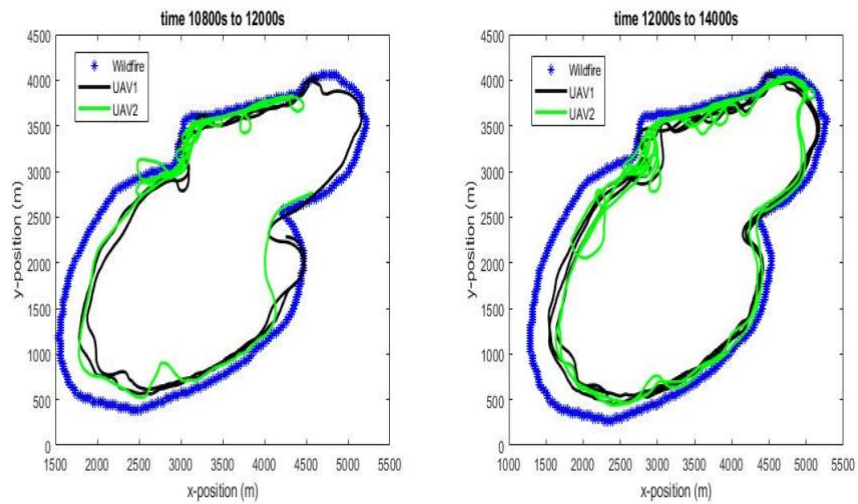 time 10800s to 12000s
4500
4000
3500
3000
2500
2000
1500
1000
500
0
y-position (m)
Wildfire
UAV1
UAV2
1500 2000 2500 3000 3500 4000 4500 5000 5500
x-position (m)
time 12000s to 14000s
4500
4000
3500
3000
2500
2000
1500
1000
500
0
y-position (m)
Wildfire
UAV1
UAV2
1000 1500 2000 2500 3000 3500 4000 4500 5000 5500
x-position (m)